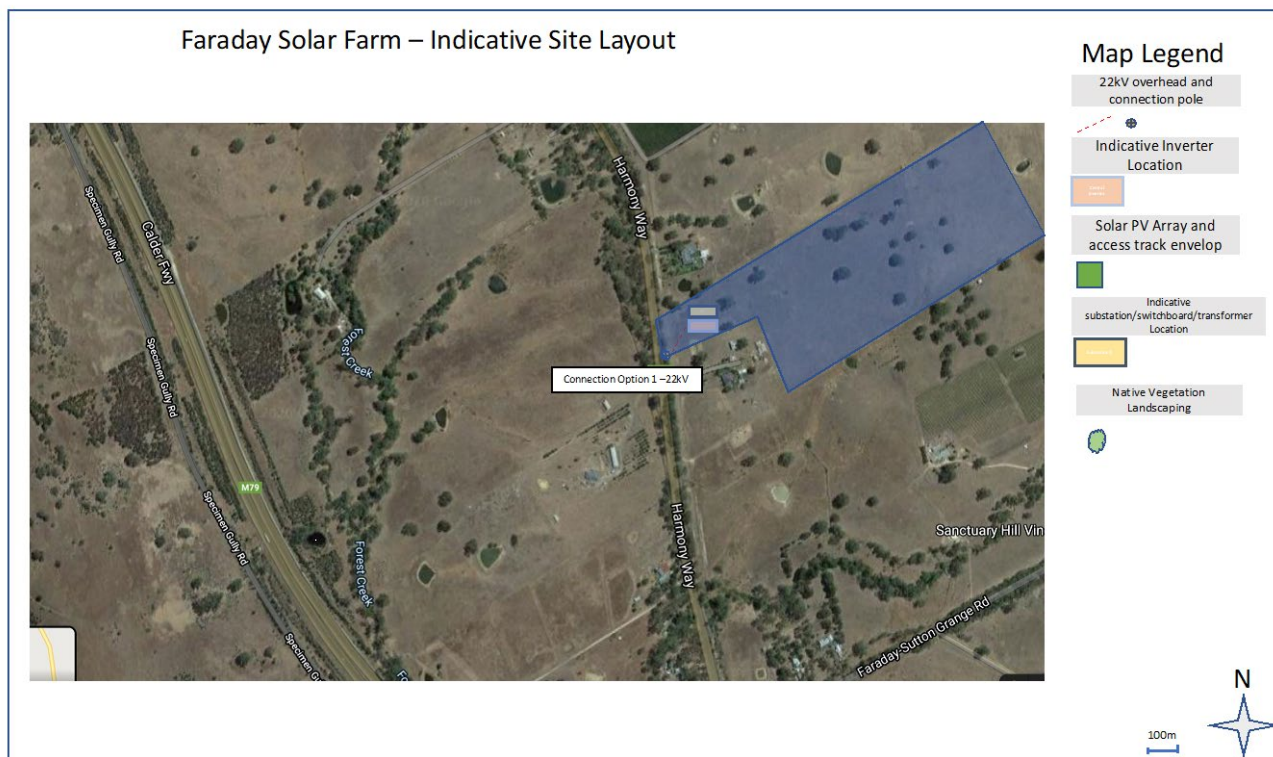 Faraday Solar Farm – Indicative Site Layout
Map Legend
22kV overhead and
connection pole
Indicative Inverter
Location
Solar PV Array and
access track envelop
Indicative
substation/switchboard/transformer
Location
Native Vegetation
Landscaping
Specimen Gully Rd
Calder Fwy
Harmony Way
Specimen Gully Rd
Forest Creek
Connection Option 1 –22kV
M79
Specimen Gully Rd
Harmony Way
Forest Creek
Sanctuary Hill Vin
Faraday-Sutton Grange Rd
Specimen Gu
Fo
N
100m